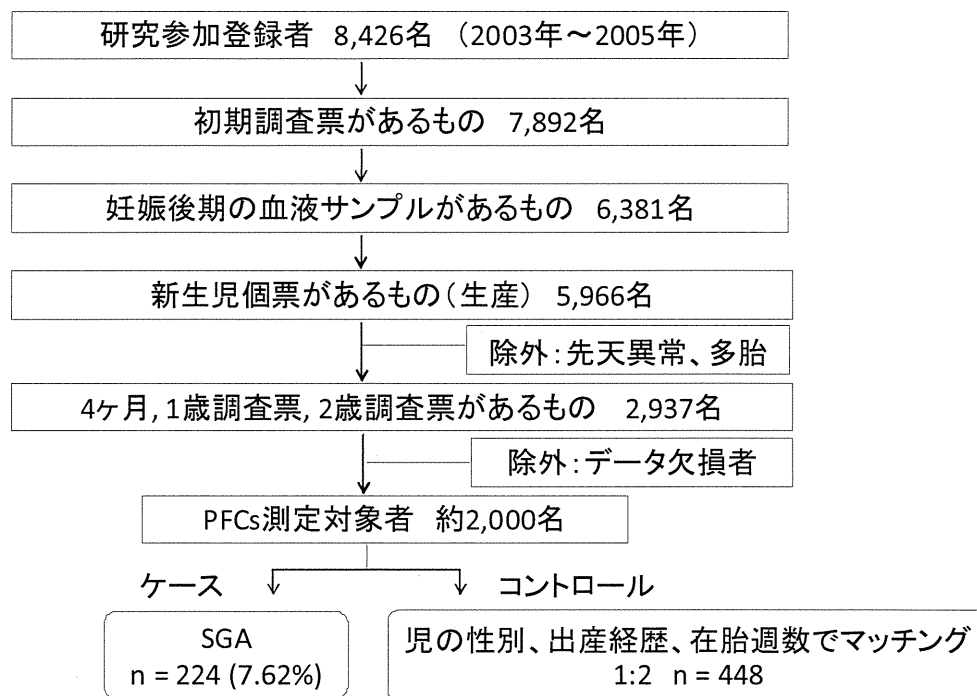 研究参加登録者 8,426名 （2003年～2005年）
初期調査票があるもの 7,892名
妊娠後期の血液サンプルがあるもの 6,381名
新生児個票があるもの（生産） 5,966名
除外：先天異常、多胎
4ヶ月, 1歳調査票, 2歳調査票があるもの 2,937名
除外：データ欠損者
PFCs測定対象者 約2,000名
ケース
コントロール
SGA
n = 224 (7.62%)
児の性別、出産経歴、在胎週数でマッチング
1:2 n = 448